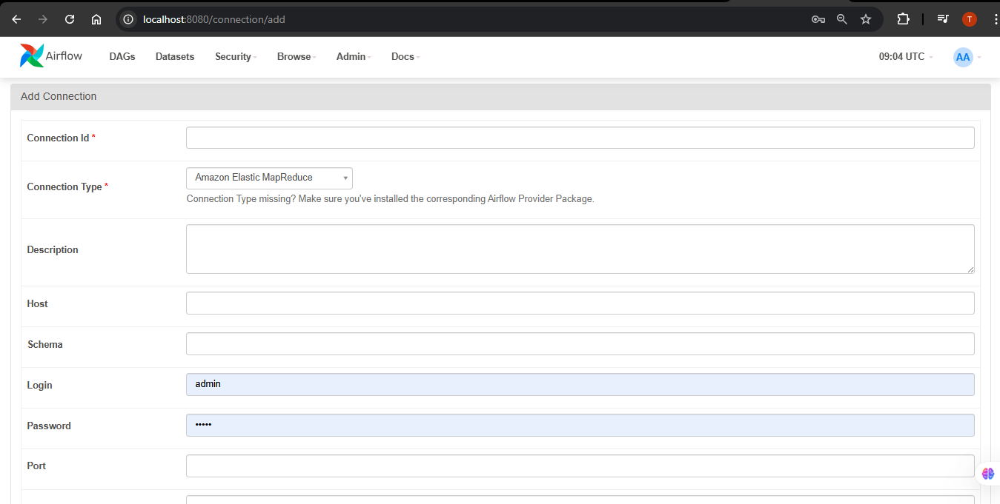 localhost:8080/connection/add
T
Airflow DAGs Datasets Security Browse Admin Docs 09:04 UTC AA
Add Connection
Connection Id *
Connection Type * Amazon Elastic MapReduce
Connection Type missing? Make sure you've installed the corresponding Airflow Provider Package.
Description
Host
Schema
Login admin
Password •••••
Port